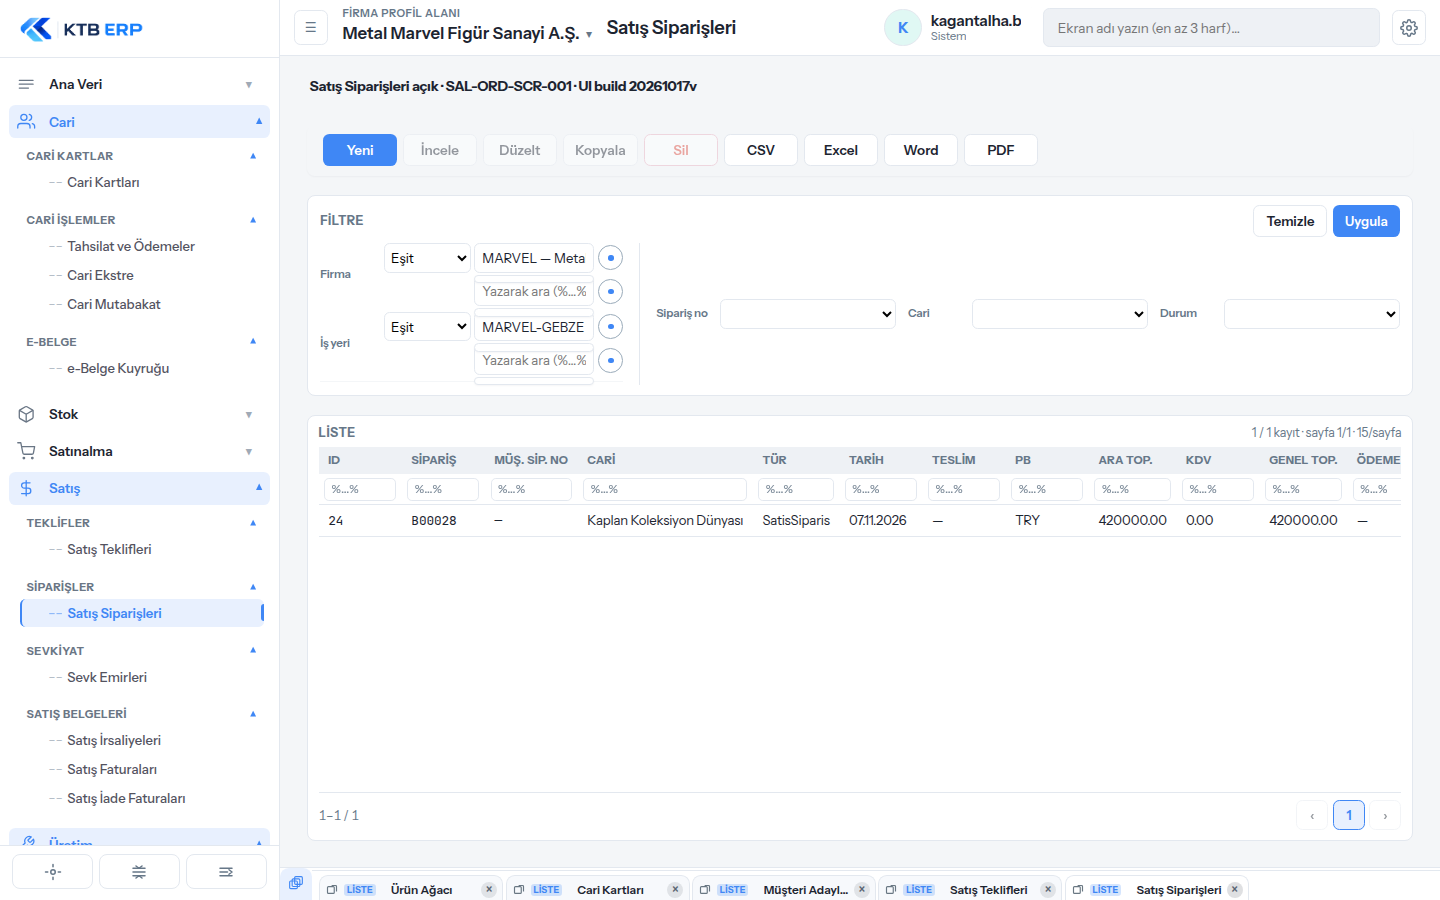 KTB ERP
Ana Veri
Cari
CARİ KARTLAR
Cari Kartları
CARİ İŞLEMLER
Tahsilat ve Ödemeler
Cari Ekstre
Cari Mutabakat
E-BELGE
e-Belge Kuyruğu
Stok
Satınalma
Satış
TEKLİFLER
Satış Teklifleri
SİPARİŞLER
Satış Siparişleri
SEVKİYAT
Sevk Emirleri
SATIŞ BELGELERİ
Satış İrsaliyeleri
Satış Faturaları
Satış İade Faturaları
Üretim
FİRMA PROFİL ALANI
Metal Marvel Figür Sanayi A.Ş.
Satış Siparişleri
K
kagantalha.b
Sistem
Ekran adı yazın (en az 3 harf)...
Satış Siparişleri açık · SAL-ORD-SCR-001 · UI build 20261017v
Yeni İncele Düzelt Kopyala Sil CSV Excel Word PDF
FİLTRE
Temizle Uygula
Firma Eşit MARVEL — Meta
Yazarak ara (%...%
İş yeri Eşit MARVEL-GEBZE
Yazarak ara (%...%
Sipariş no Cari Durum
LİSTE
1 / 1 kayıt · sayfa 1/1 · 15/sayfa
ID SİPARİŞ MÜŞ. SİP. NO CARİ TÜR TARİH TESLİM PB ARA TOP. KDV GENEL TOP. ÖDEME
%...% %...% %...% %...% %...% %...% %...% %...% %...% %...% %...% %...%
24 B00028 — Kaplan Koleksiyon Dünyası SatisSiparis 07.11.2026 — TRY 420000.00 0.00 420000.00 —
1–1 / 1
‹ 1 ›
LİSTE Ürün Ağacı ×
LİSTE Cari Kartları ×
LİSTE Müşteri Adayl... ×
LİSTE Satış Teklifleri ×
LİSTE Satış Siparişleri ×